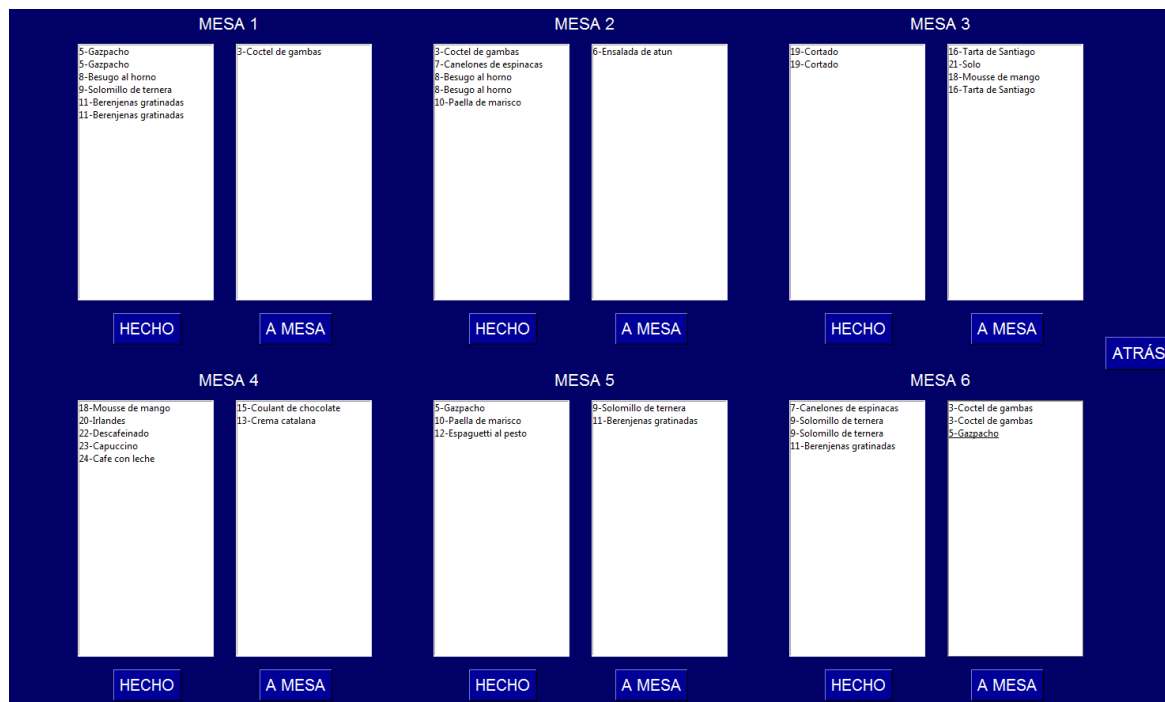 MESA 1
5-Gazpacho
5-Gazpacho
8-Besugo al horno
9-Solomillo de ternera
11-Berenjenas gratinadas
11-Berenjenas gratinadas
3-Coctel de gambas
HECHO
A MESA
MESA 2
3-Coctel de gambas
7-Canelones de espinacas
8-Besugo al horno
8-Besugo al horno
10-Paella de marisco
6-Ensalada de atun
HECHO
A MESA
MESA 3
19-Cortado
19-Cortado
16-Tarta de Santiago
21-Solo
18-Mousse de mango
16-Tarta de Santiago
HECHO
A MESA
ATRÁS
MESA 4
18-Mousse de mango
20-Irlandes
22-Descafeinado
23-Capuccino
24-Cafe con leche
15-Coulant de chocolate
13-Crema catalana
HECHO
A MESA
MESA 5
5-Gazpacho
10-Paella de marisco
12-Espaguetti al pesto
9-Solomillo de ternera
11-Berenjenas gratinadas
HECHO
A MESA
MESA 6
7-Canelones de espinacas
9-Solomillo de ternera
9-Solomillo de ternera
11-Berenjenas gratinadas
3-Coctel de gambas
3-Coctel de gambas
5-Gazpacho
HECHO
A MESA